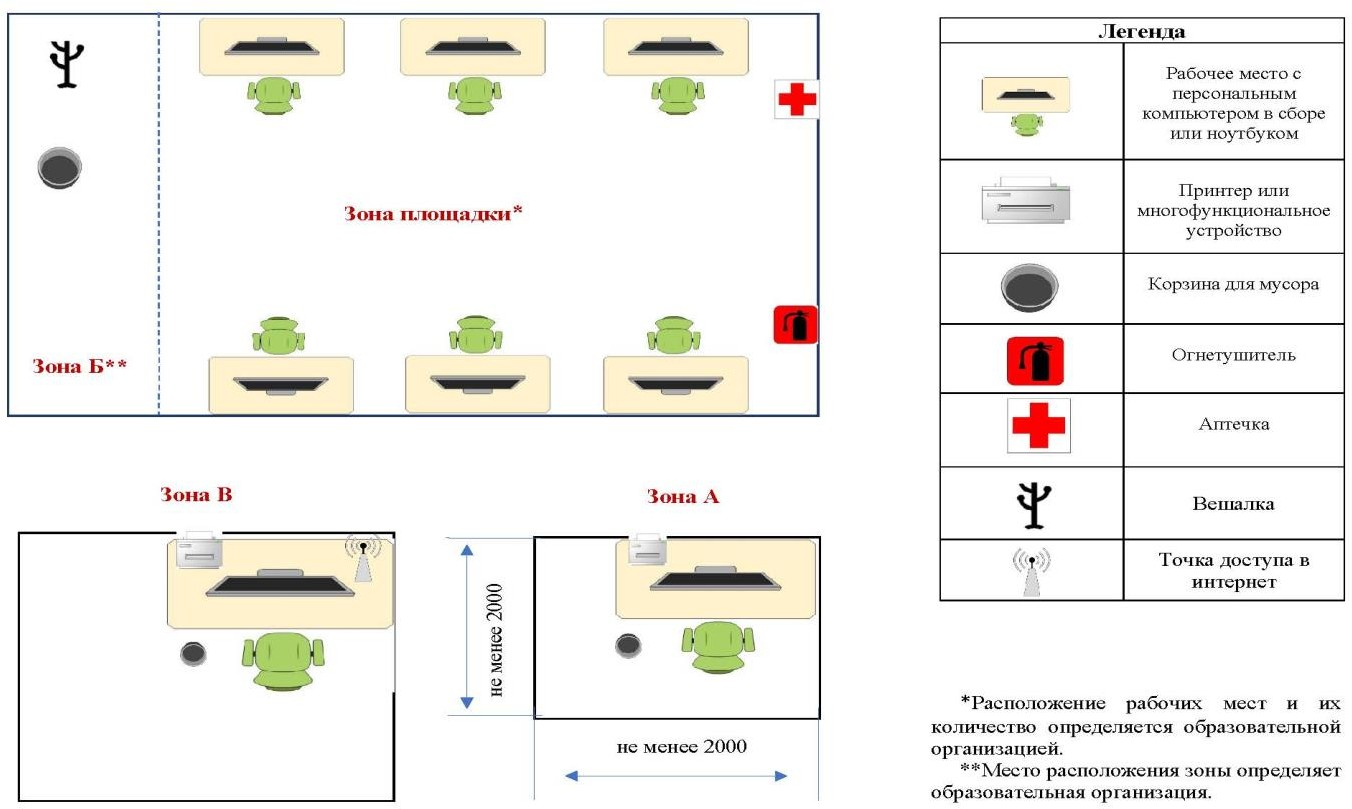 Зона площадки*
Зона Б**
Зона В
Зона А
не менее 2000
не менее 2000
Легенда
Рабочее место с
персональным
компьютером в сборе
или ноутбуком
Принтер или
многофункциональное
устройство
Корзина для мусора
Огнетушитель
Аптечка
Вешалка
Точка доступа в
интернет
*Расположение рабочих мест и их
количество определяется образовательной
организацией.
**Место расположения зоны определяет
образовательная организация.